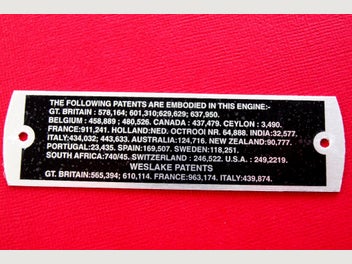 THE FOLLOWING PATENTS ARE EMBODIED IN THIS ENGINE:-
GT. BRITAIN : 578,164; 601,310; 629,629; 637,950.
BELGIUM : 458,889 ; 480,526. CANADA : 437,479. CEYLON : 3,490.
FRANCE:911,241. HOLLAND:NED. OCTROOI NR. 64,888. INDIA:32,577.
ITALY:434,032; 443,633. AUSTRALIA:124,716. NEW ZEALAND:90,777.
PORTUGAL:23,435. SPAIN:169,507. SWEDEN:118,251.
SOUTH AFRICA:740/45. SWITZERLAND : 246,522. U.S.A. : 249,2219.
WESLAKE PATENTS
GT. BRITAIN:565,394; 610,114. FRANCE:963,174. ITALY:439,874.